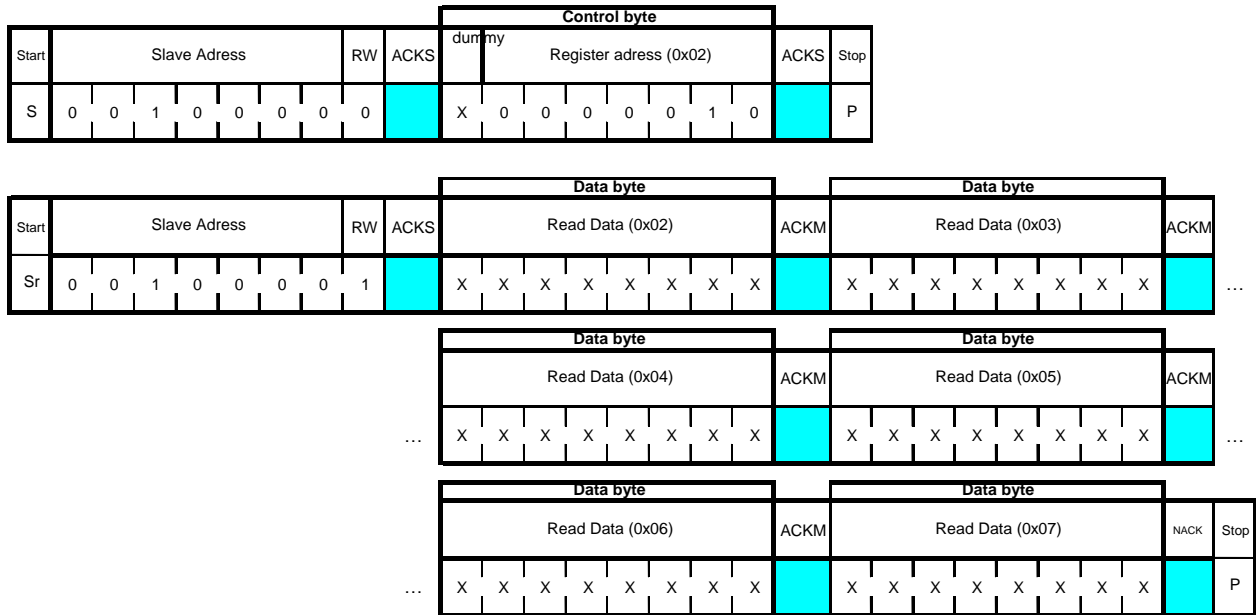 Control byte
Start Slave Adress RW ACKS dummy Register adress (0x02) ACKS Stop
S 0 0 1 0 0 0 0 0 X 0 0 0 0 0 1 0 P
Data byte Data byte
Start Slave Adress RW ACKS Read Data (0x02) ACKM Read Data (0x03) ACKM
Sr 0 0 1 0 0 0 0 1 X X X X X X X X X X X X X X X X …
Data byte Data byte
Read Data (0x04) ACKM Read Data (0x05) ACKM
… X X X X X X X X X X X X X X X X …
Data byte Data byte
Read Data (0x06) ACKM Read Data (0x07) NACK Stop
… X X X X X X X X X X X X X X X X P